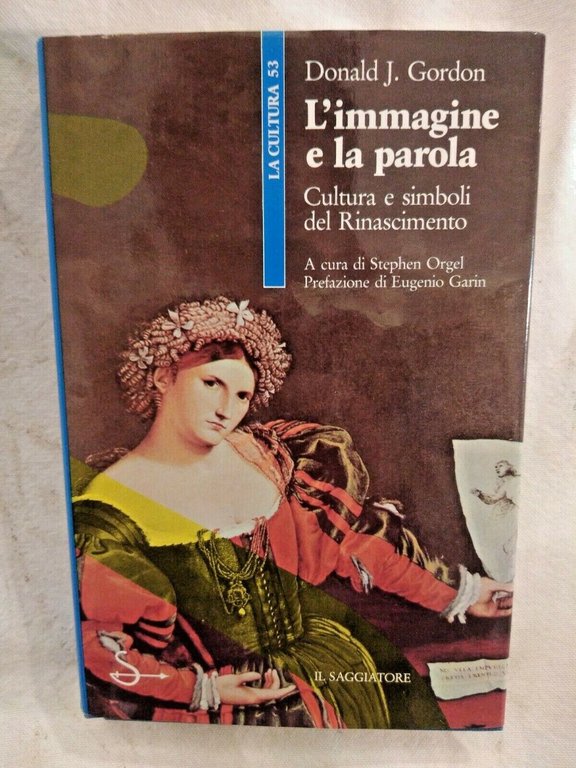 LA CULTURA 53
Donald J. Gordon
L'immagine
e la parola
Cultura e simboli
del Rinascimento
A cura di Stephen Orgel
Prefazione di Eugenio Garin
IL SAGGIATORE